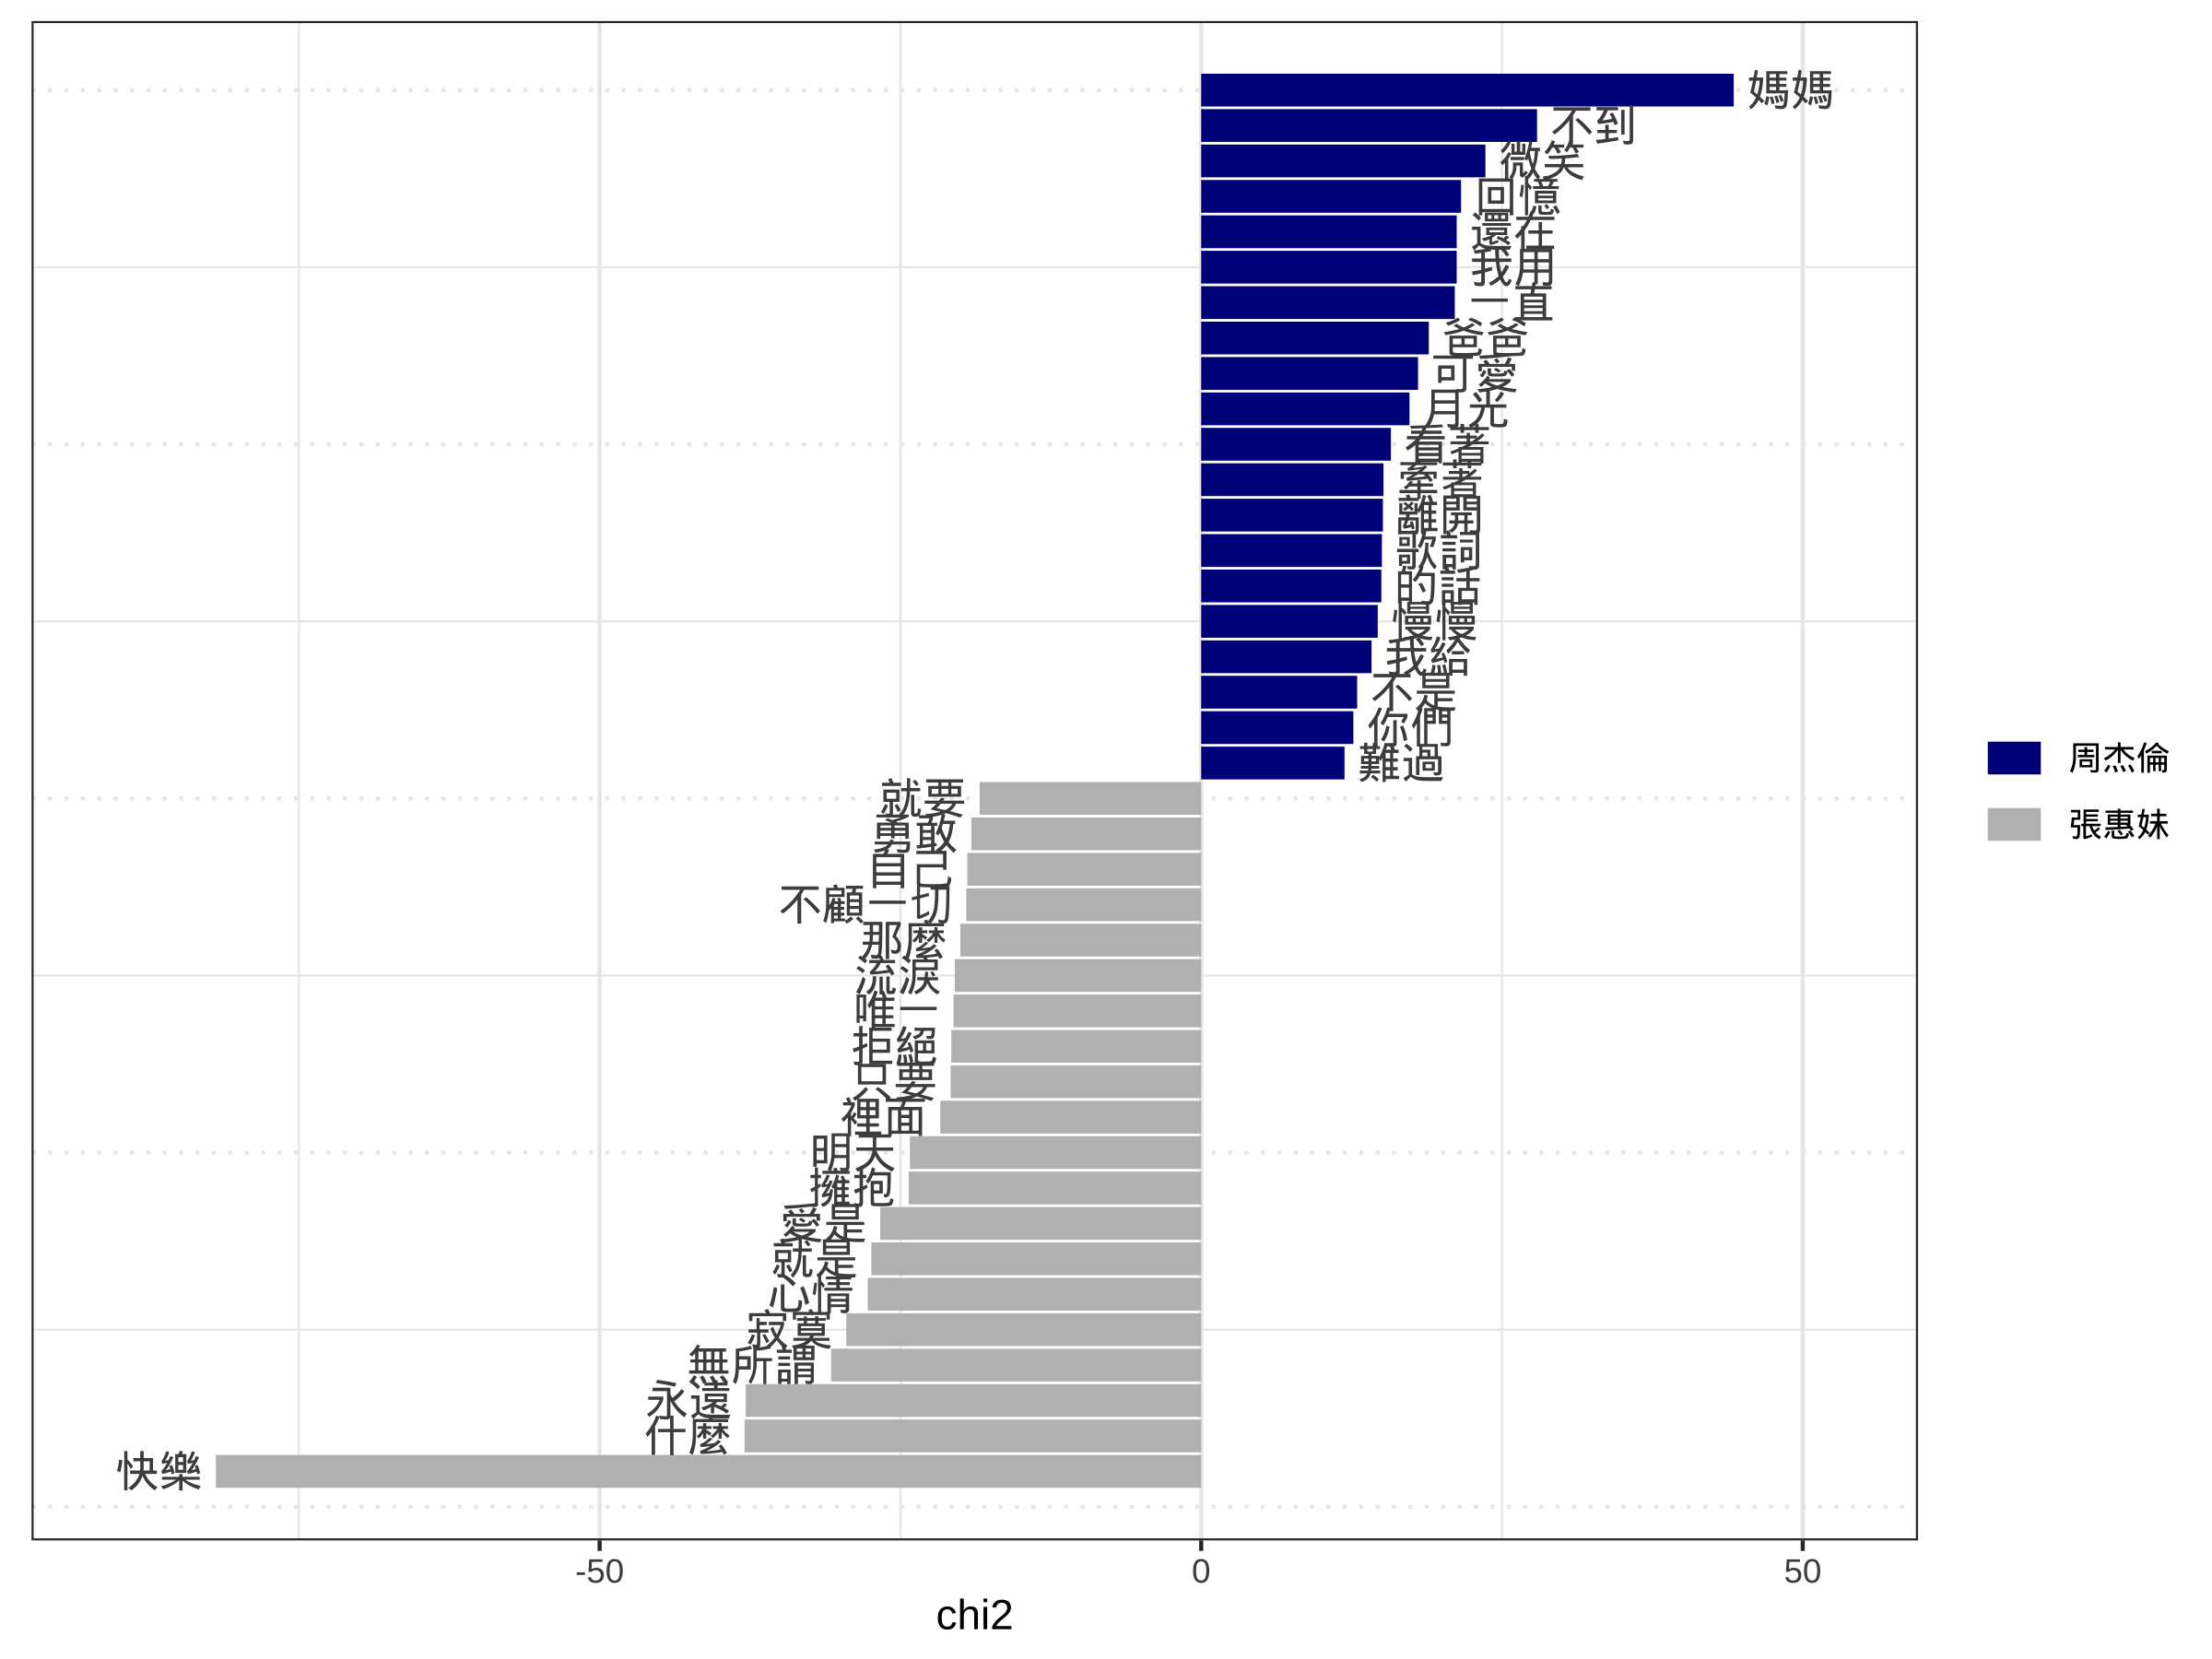 媽媽
不到
微笑
回憶
還在
我用
一直
爸爸
可愛
月光
看著
牽著
離開
歌詞
的話
慢慢
我給
不是
你們
難過
就要
勇敢
自己
不顧一切
那麼
流淚
唯一
拒絕
只要
裡面
明天
擁抱
愛是
就是
心情
寂寞
無所謂
永遠
什麼
快樂
周杰倫
張惠妹
-50
0
50
chi2